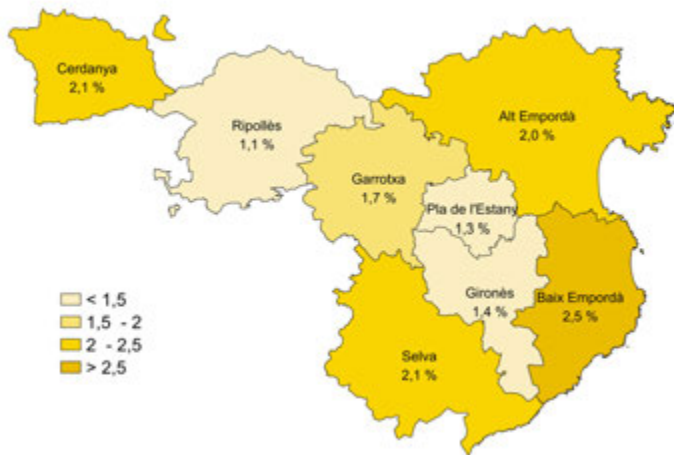 Cerdanya
2,1 %
Ripollès
1,1 %
Alt Empordà
2,0 %
Garrotxa
1,7 %
Pla de l'Estany
1,3 %
Gironès
1,4 %
Baix Empordà
2,5 %
Selva
2,1 %
< 1,5
1,5 - 2
2 - 2,5
> 2,5